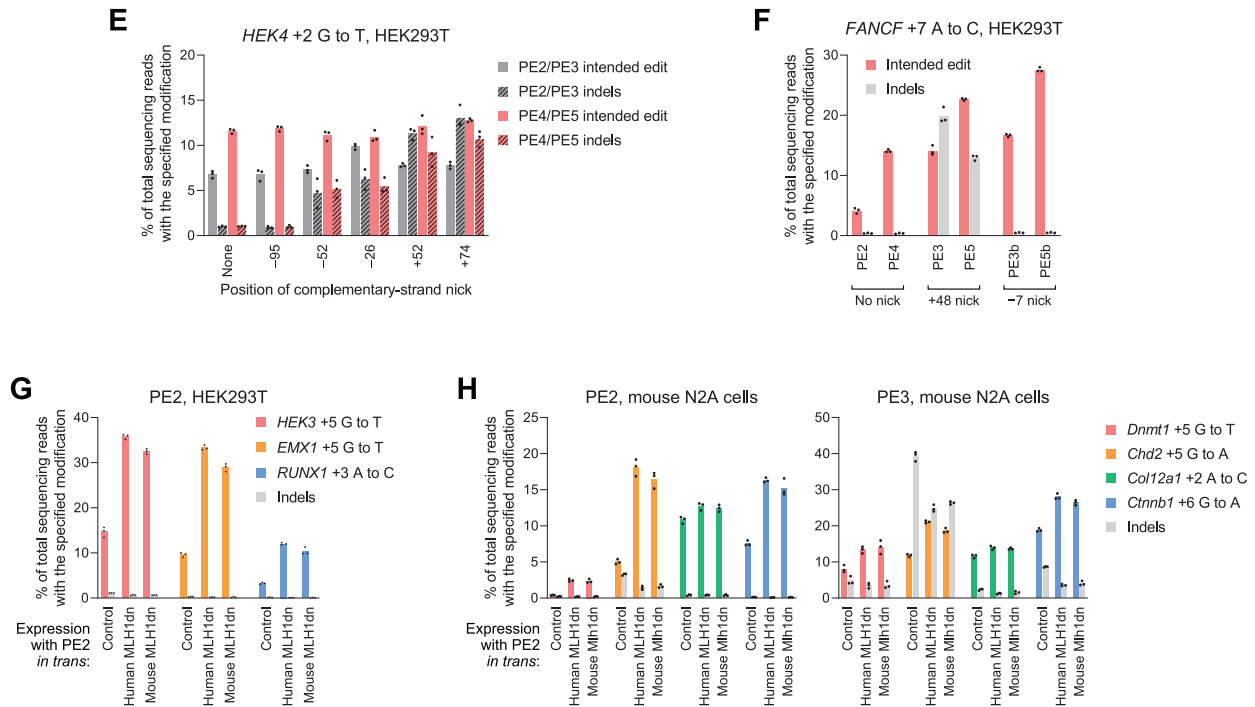 E
HEK4 +2 G to T, HEK293T
% of total sequencing reads
with the specified modification
20
15
10
5
0
None
−95
−52
−26
+52
+74
Position of complementary-strand nick
PE2/PE3 intended edit
PE2/PE3 indels
PE4/PE5 intended edit
PE4/PE5 indels
F
FANCF +7 A to C, HEK293T
% of total sequencing reads
with the specified modification
30
20
10
0
Intended edit
Indels
PE2
PE4
PE3
PE5
PE3b
PE5b
No nick
+48 nick
−7 nick
G
PE2, HEK293T
% of total sequencing reads
with the specified modification
40
30
20
10
0
HEK3 +5 G to T
EMX1 +5 G to T
RUNX1 +3 A to C
Indels
Expression
with PE2
in trans:
Control
Human MLH1dn
Mouse MLH1dn
Control
Human MLH1dn
Mouse MLH1dn
Control
Human MLH1dn
Mouse MLH1dn
H
PE2, mouse N2A cells
% of total sequencing reads
with the specified modification
25
20
15
10
5
0
Expression
with PE2
in trans:
Control
Human MLH1dn
Mouse Mlh1dn
Control
Human MLH1dn
Mouse Mlh1dn
Control
Human MLH1dn
Mouse Mlh1dn
Control
Human MLH1dn
Mouse Mlh1dn
PE3, mouse N2A cells
50
40
30
20
10
0
Control
Human MLH1dn
Mouse Mlh1dn
Control
Human MLH1dn
Mouse Mlh1dn
Control
Human MLH1dn
Mouse Mlh1dn
Control
Human MLH1dn
Mouse Mlh1dn
Dnmt1 +5 G to T
Chd2 +5 G to A
Col12a1 +2 A to C
Ctnnb1 +6 G to A
Indels